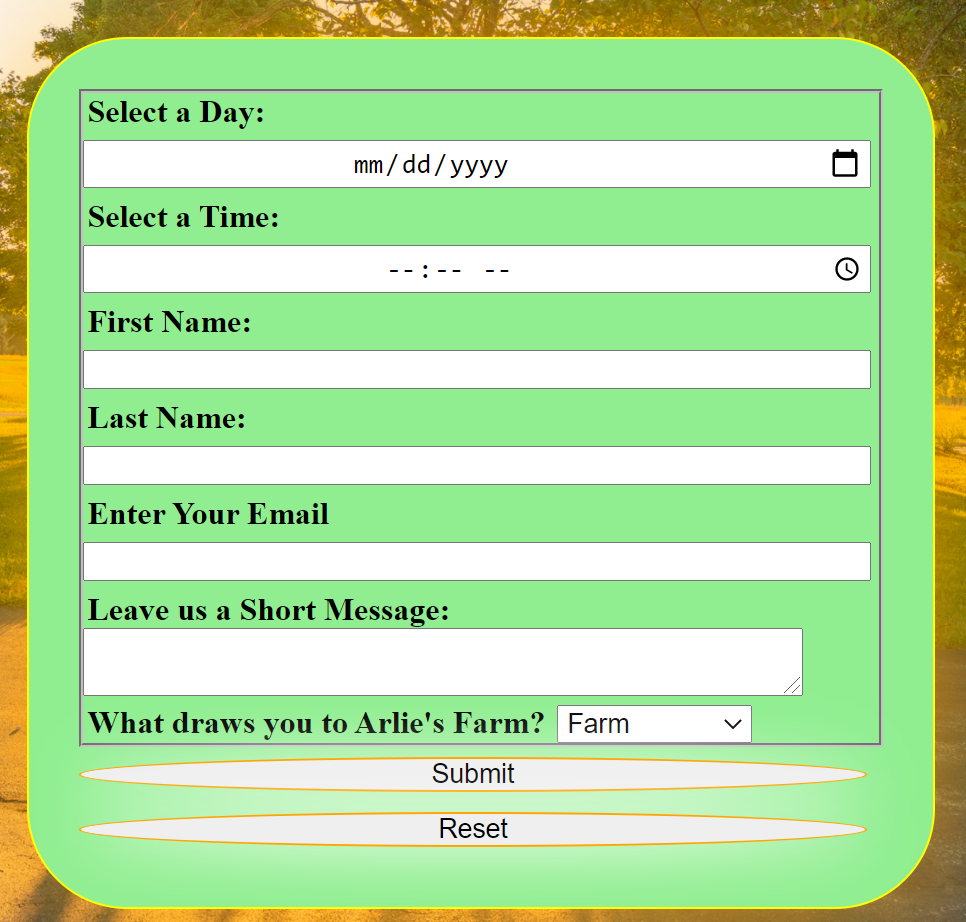 Select a Day:
mm/dd/yyyy
Select a Time:
--:-- --
First Name:
Last Name:
Enter Your Email
Leave us a Short Message:
What draws you to Arlie's Farm? Farm
Submit
Reset